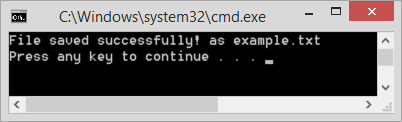 C:\Windows\system32\cmd.exe
File saved successfully! as example.txt
Press any key to continue . . .